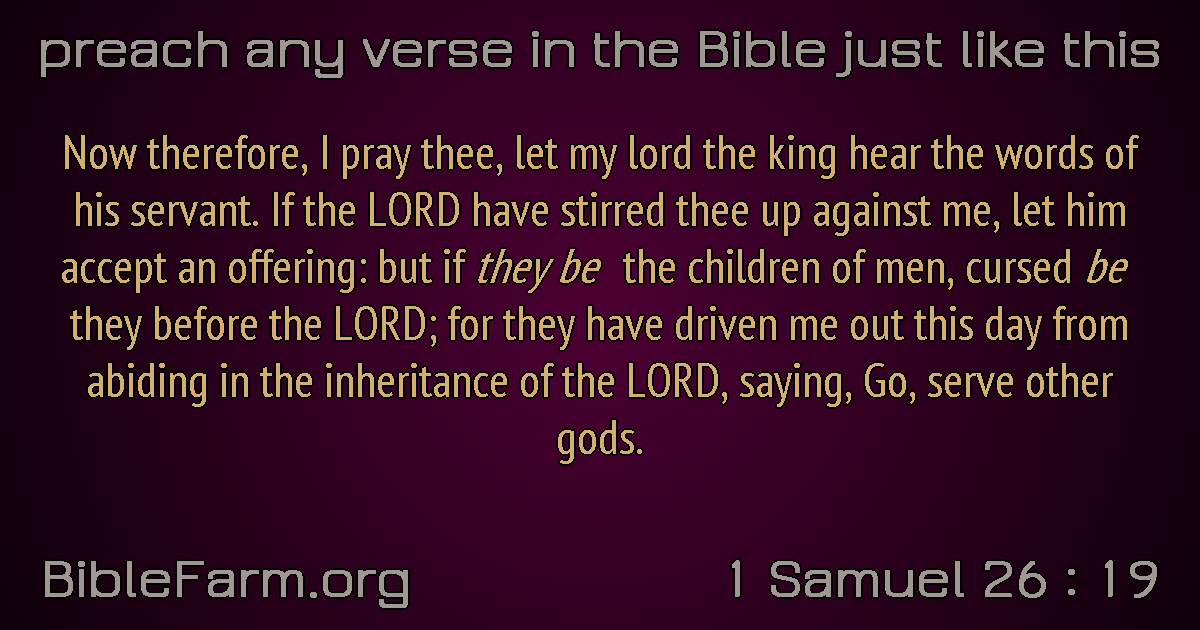 preach any verse in the Bible just like this
Now therefore, I pray thee, let my lord the king hear the words of
his servant. If the LORD have stirred thee up against me, let him
accept an offering: but if they be the children of men, cursed be
they before the LORD; for they have driven me out this day from
abiding in the inheritance of the LORD, saying, Go, serve other
gods.
BibleFarm.org
1 Samuel 26 : 19